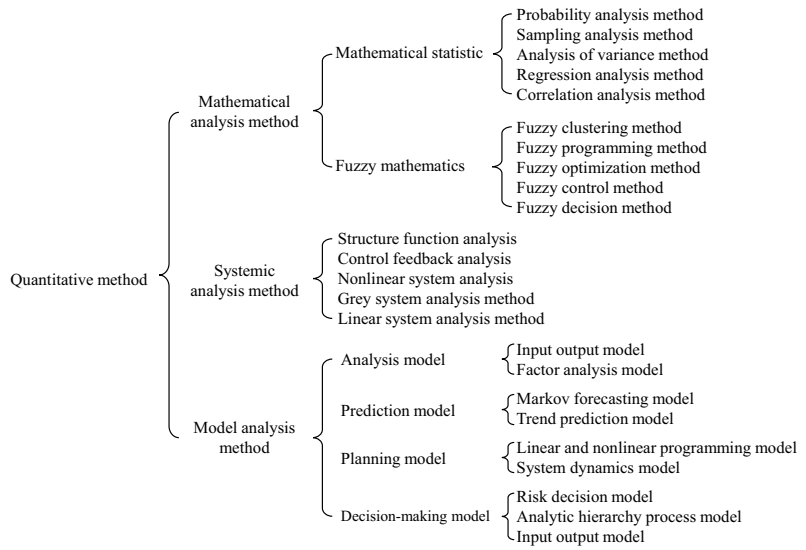 Quantitative method
Mathematical
analysis method
Mathematical statistic
Probability analysis method
Sampling analysis method
Analysis of variance method
Regression analysis method
Correlation analysis method
Fuzzy mathematics
Fuzzy clustering method
Fuzzy programming method
Fuzzy optimization method
Fuzzy control method
Fuzzy decision method
Systemic
analysis method
Structure function analysis
Control feedback analysis
Nonlinear system analysis
Grey system analysis method
Linear system analysis method
Model analysis
method
Analysis model
Input output model
Factor analysis model
Prediction model
Markov forecasting model
Trend prediction model
Planning model
Linear and nonlinear programming model
System dynamics model
Decision-making model
Risk decision model
Analytic hierarchy process model
Input output model